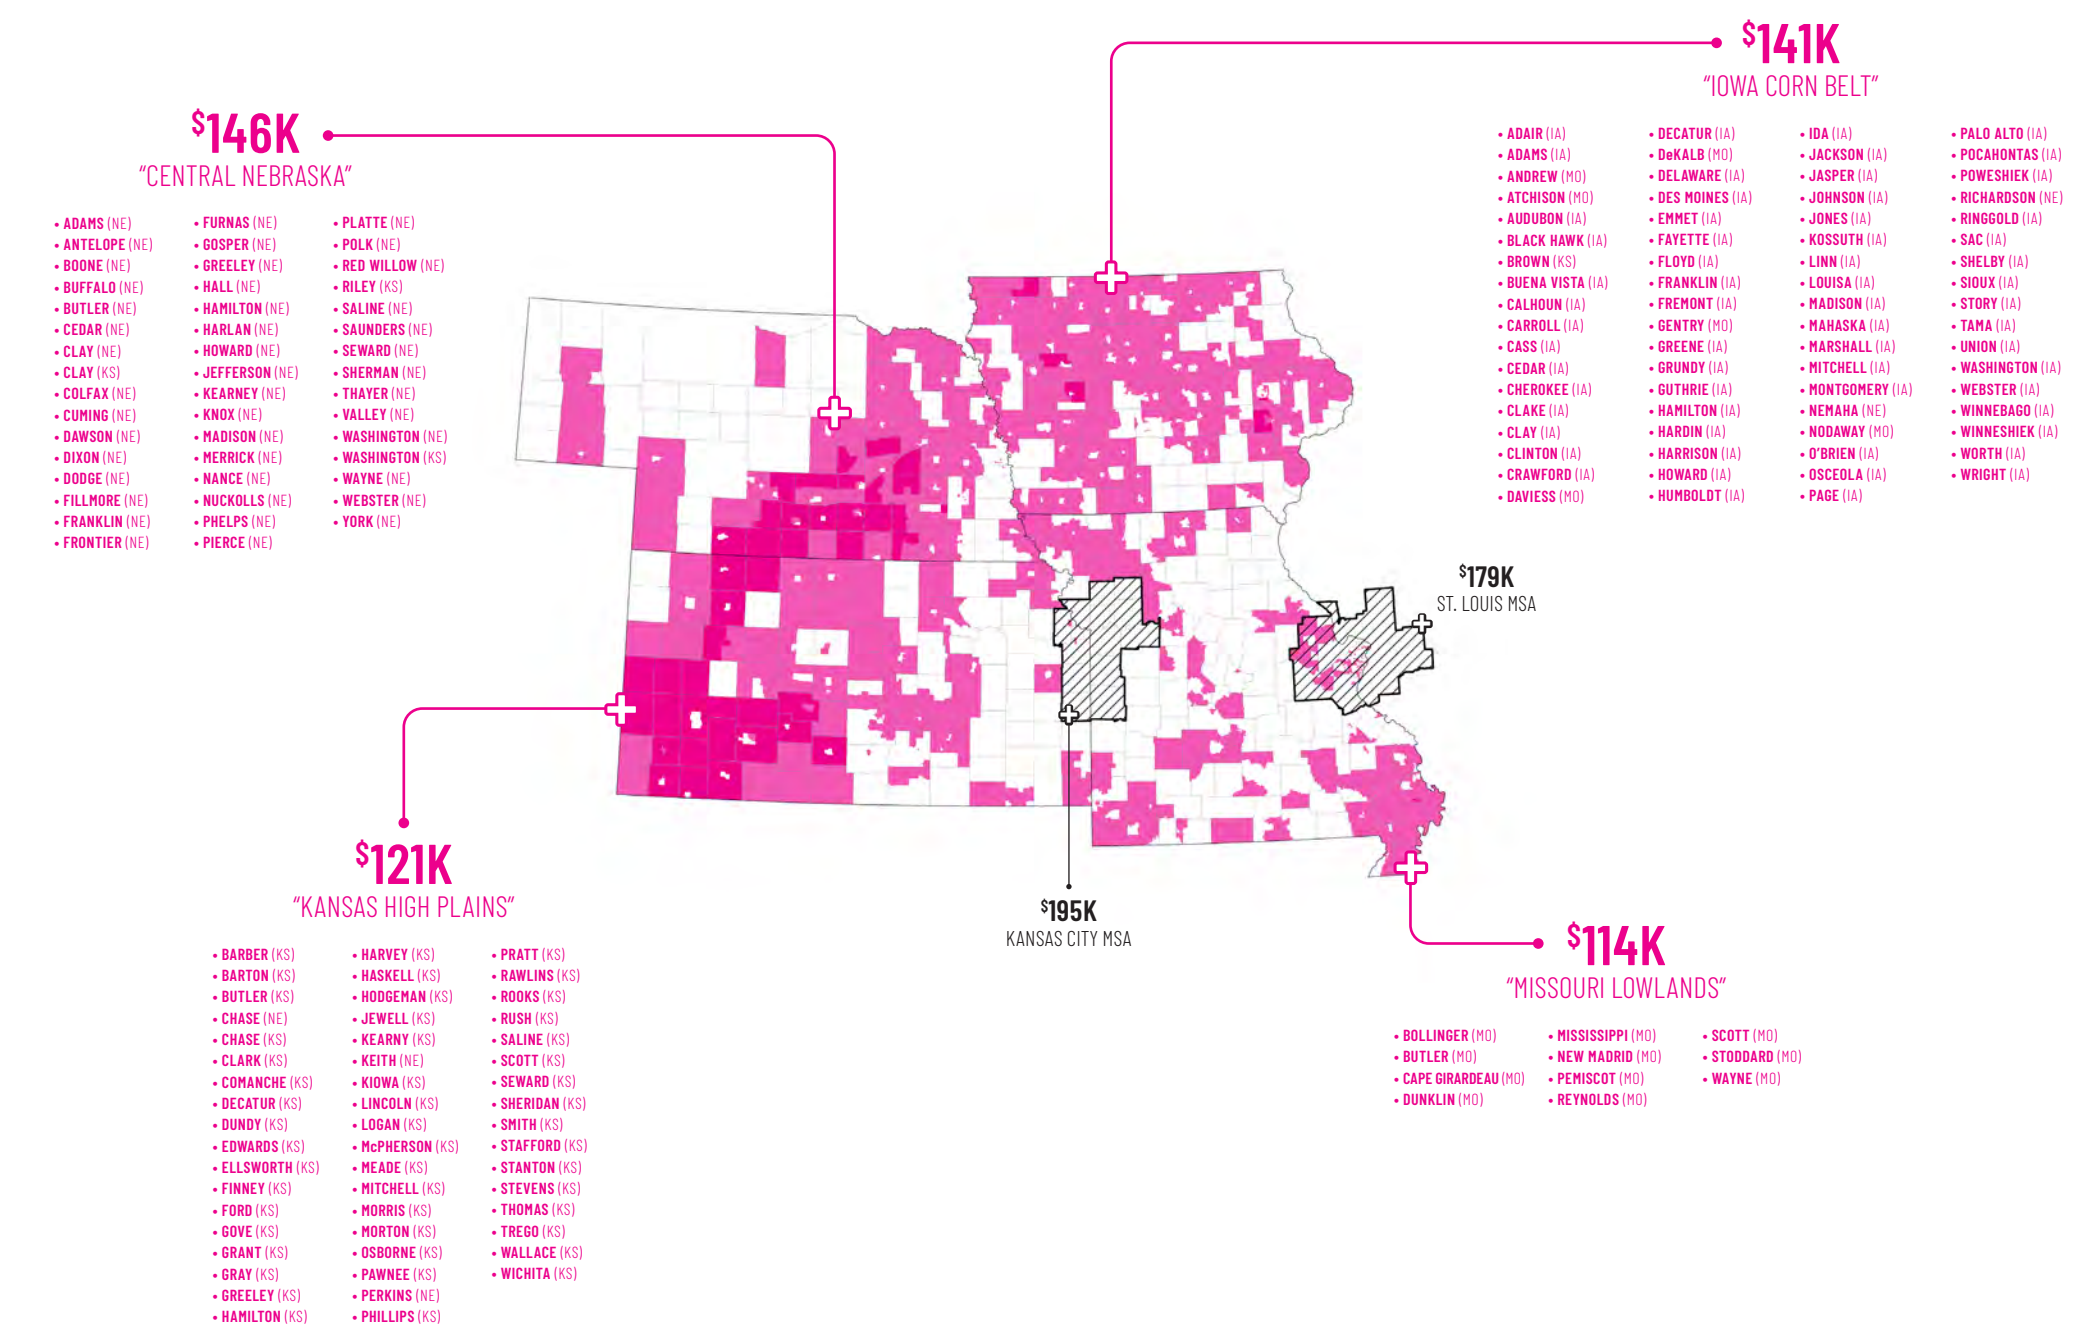 $141K
"IOWA CORN BELT"
• ADAIR (IA)
• ADAMS (IA)
• ANDREW (MO)
• ATCHISON (MO)
• AUDUBON (IA)
• BLACK HAWK (IA)
• BROWN (KS)
• BUENA VISTA (IA)
• CALHOUN (IA)
• CARROLL (IA)
• CASS (IA)
• CEDAR (IA)
• CHEROKEE (IA)
• CLAKE (IA)
• CLAY (IA)
• CLINTON (IA)
• CRAWFORD (IA)
• DAVIESS (MO)
• DECATUR (IA)
• DeKALB (MO)
• DELAWARE (IA)
• DES MOINES (IA)
• EMMET (IA)
• FAYETTE (IA)
• FLOYD (IA)
• FRANKLIN (IA)
• FREMONT (IA)
• GENTRY (MO)
• GREENE (IA)
• GRUNDY (IA)
• GUTHRIE (IA)
• HAMILTON (IA)
• HARDIN (IA)
• HARRISON (IA)
• HOWARD (IA)
• HUMBOLDT (IA)
• IDA (IA)
• JACKSON (IA)
• JASPER (IA)
• JOHNSON (IA)
• JONES (IA)
• KOSSUTH (IA)
• LINN (IA)
• LOUISA (IA)
• MADISON (IA)
• MAHASKA (IA)
• MARSHALL (IA)
• MITCHELL (IA)
• MONTGOMERY (IA)
• NEMAHA (NE)
• NODAWAY (MO)
• O'BRIEN (IA)
• OSCEOLA (IA)
• PAGE (IA)
• PALO ALTO (IA)
• POCAHONTAS (IA)
• POWESHIEK (IA)
• RICHARDSON (NE)
• RINGGOLD (IA)
• SAC (IA)
• SHELBY (IA)
• SIOUX (IA)
• STORY (IA)
• TAMA (IA)
• UNION (IA)
• WASHINGTON (IA)
• WEBSTER (IA)
• WINNEBAGO (IA)
• WINNESHIEK (IA)
• WORTH (IA)
• WRIGHT (IA)
$146K
"CENTRAL NEBRASKA"
• ADAMS (NE)
• ANTELOPE (NE)
• BOONE (NE)
• BUFFALO (NE)
• BUTLER (NE)
• CEDAR (NE)
• CLAY (NE)
• CLAY (KS)
• COLFAX (NE)
• CUMING (NE)
• DAWSON (NE)
• DIXON (NE)
• DODGE (NE)
• FILLMORE (NE)
• FRANKLIN (NE)
• FRONTIER (NE)
• FURNAS (NE)
• GOSPER (NE)
• GREELEY (NE)
• HALL (NE)
• HAMILTON (NE)
• HARLAN (NE)
• HOWARD (NE)
• JEFFERSON (NE)
• KEARNEY (NE)
• KNOX (NE)
• MADISON (NE)
• MERRICK (NE)
• NANCE (NE)
• NUCKOLLS (NE)
• PHELPS (NE)
• PIERCE (NE)
• PLATTE (NE)
• POLK (NE)
• RED WILLOW (NE)
• RILEY (KS)
• SALINE (NE)
• SAUNDERS (NE)
• SEWARD (NE)
• SHERMAN (NE)
• THAYER (NE)
• VALLEY (NE)
• WASHINGTON (NE)
• WASHINGTON (KS)
• WAYNE (NE)
• WEBSTER (NE)
• YORK (NE)
$179K
ST. LOUIS MSA
$121K
"KANSAS HIGH PLAINS"
• BARBER (KS)
• BARTON (KS)
• BUTLER (KS)
• CHASE (NE)
• CHASE (KS)
• CLARK (KS)
• COMANCHE (KS)
• DECATUR (KS)
• DUNDY (KS)
• EDWARDS (KS)
• ELLSWORTH (KS)
• FINNEY (KS)
• FORD (KS)
• GOVE (KS)
• GRANT (KS)
• GRAY (KS)
• GREELEY (KS)
• HAMILTON (KS)
• HARVEY (KS)
• HASKELL (KS)
• HODGEMAN (KS)
• JEWELL (KS)
• KEARNY (KS)
• KEITH (NE)
• KIOWA (KS)
• LINCOLN (KS)
• LOGAN (KS)
• McPHERSON (KS)
• MEADE (KS)
• MITCHELL (KS)
• MORRIS (KS)
• MORTON (KS)
• OSBORNE (KS)
• PAWNEE (KS)
• PERKINS (NE)
• PHILLIPS (KS)
• PRATT (KS)
• RAWLINS (KS)
• ROOKS (KS)
• RUSH (KS)
• SALINE (KS)
• SCOTT (KS)
• SEWARD (KS)
• SHERIDAN (KS)
• SMITH (KS)
• STAFFORD (KS)
• STANTON (KS)
• STEVENS (KS)
• THOMAS (KS)
• TREGO (KS)
• WALLACE (KS)
• WICHITA (KS)
$195K
KANSAS CITY MSA
$114K
"MISSOURI LOWLANDS"
• BOLLINGER (MO)
• BUTLER (MO)
• CAPE GIRARDEAU (MO)
• DUNKLIN (MO)
• MISSISSIPPI (MO)
• NEW MADRID (MO)
• PEMISCOT (MO)
• REYNOLDS (MO)
• SCOTT (MO)
• STODDARD (MO)
• WAYNE (MO)